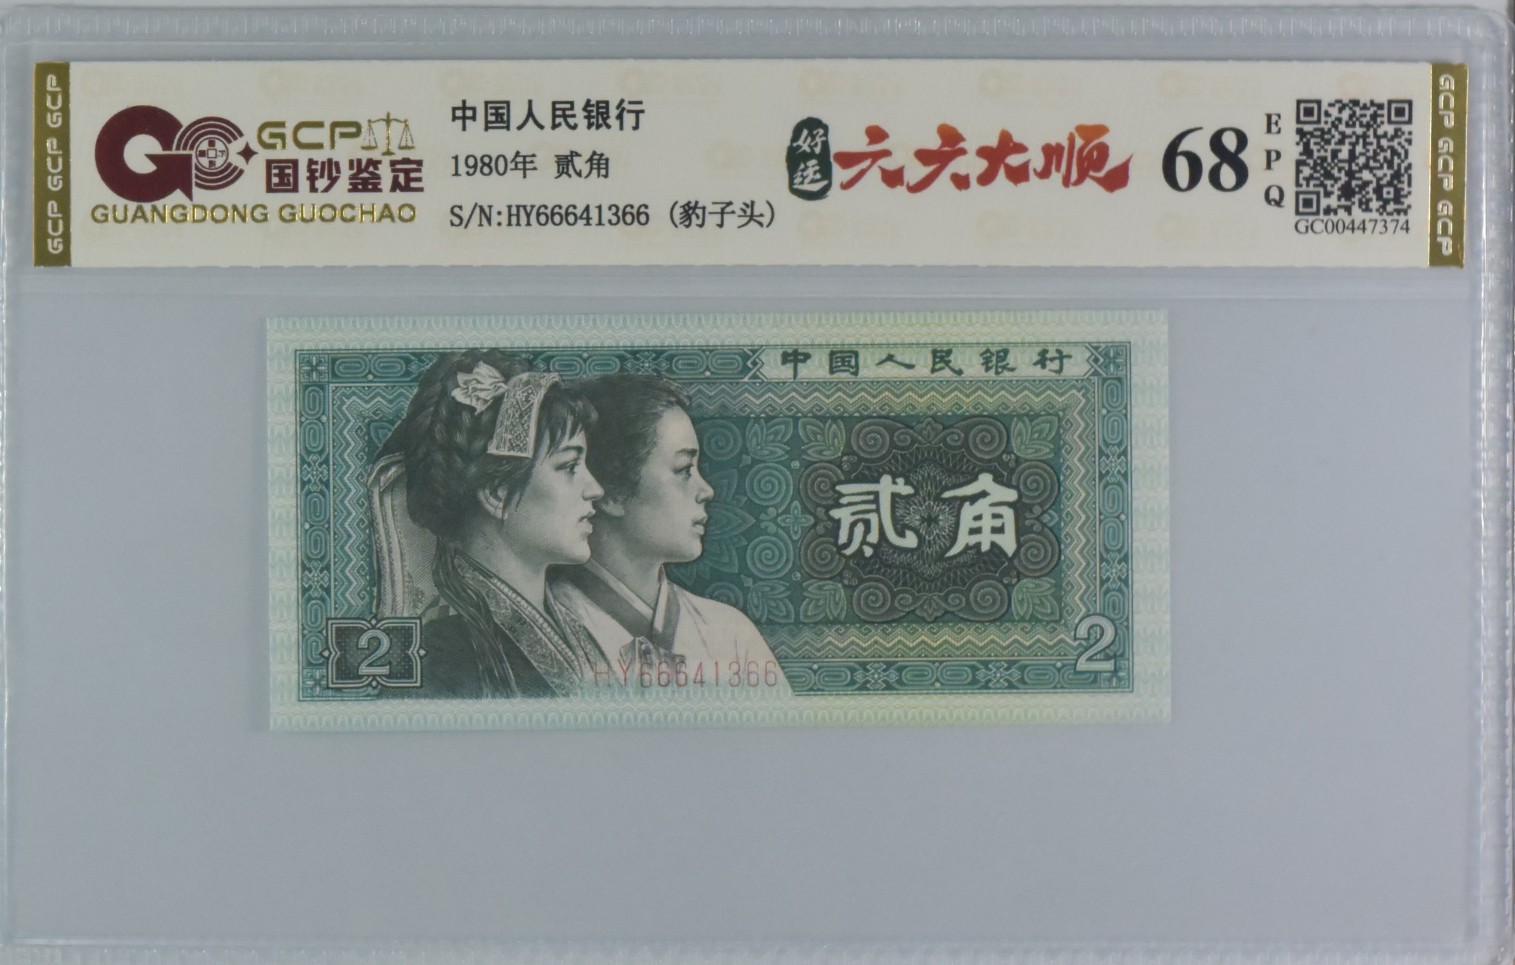 GCP GCP GCP
GCP
国钞鉴定
GUANGDONG GUOCHAO
中国人民银行
1980年 贰角
S/N:HY66641366 (豹子头)
好运
六六大顺
68
EPQ
GC00447374
GCP GCP GCP
中国人民银行
贰角
2
2
HY66641366